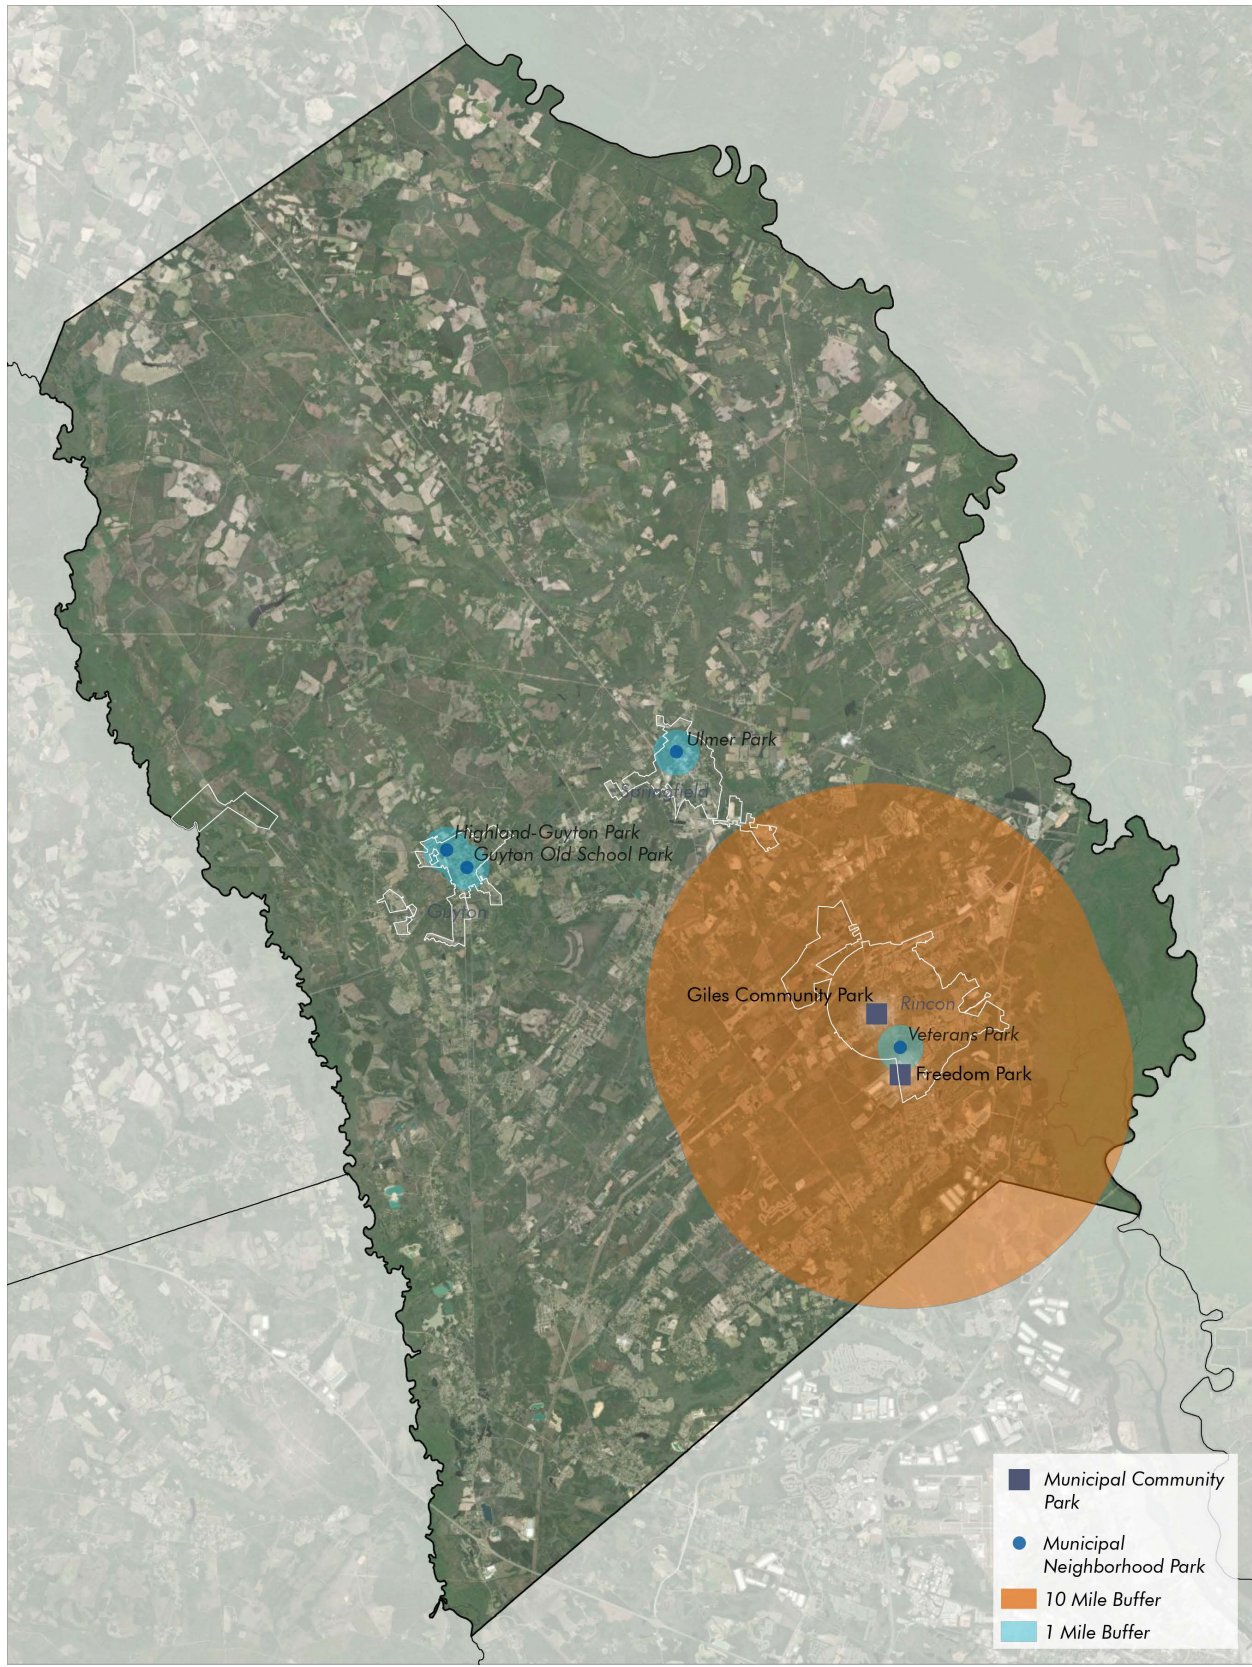 Ulmer Park
Springfield
Highland-Guyton Park
Guyton Old School Park
Guyton
Giles Community Park
Rincon
Veterans Park
Freedom Park
Municipal Community
Park
Municipal
Neighborhood Park
10 Mile Buffer
1 Mile Buffer